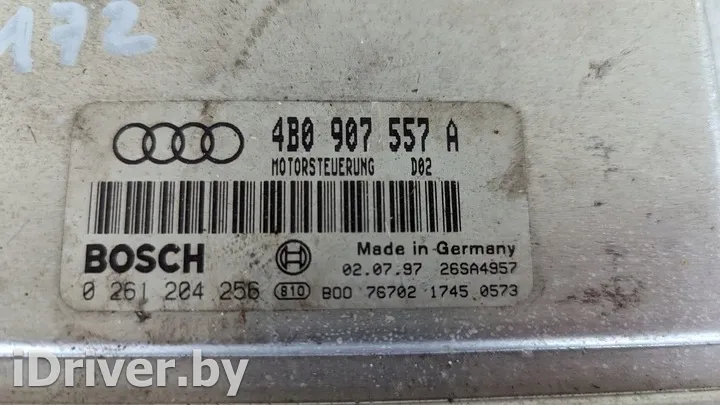 172
4B0 907 557 A
MOTORSTEUERUNG D02
BOSCH
Made in Germany
02.07.97 26SA4957
0 261 204 256 810 B00 76702 1745 0573
iDriver.by